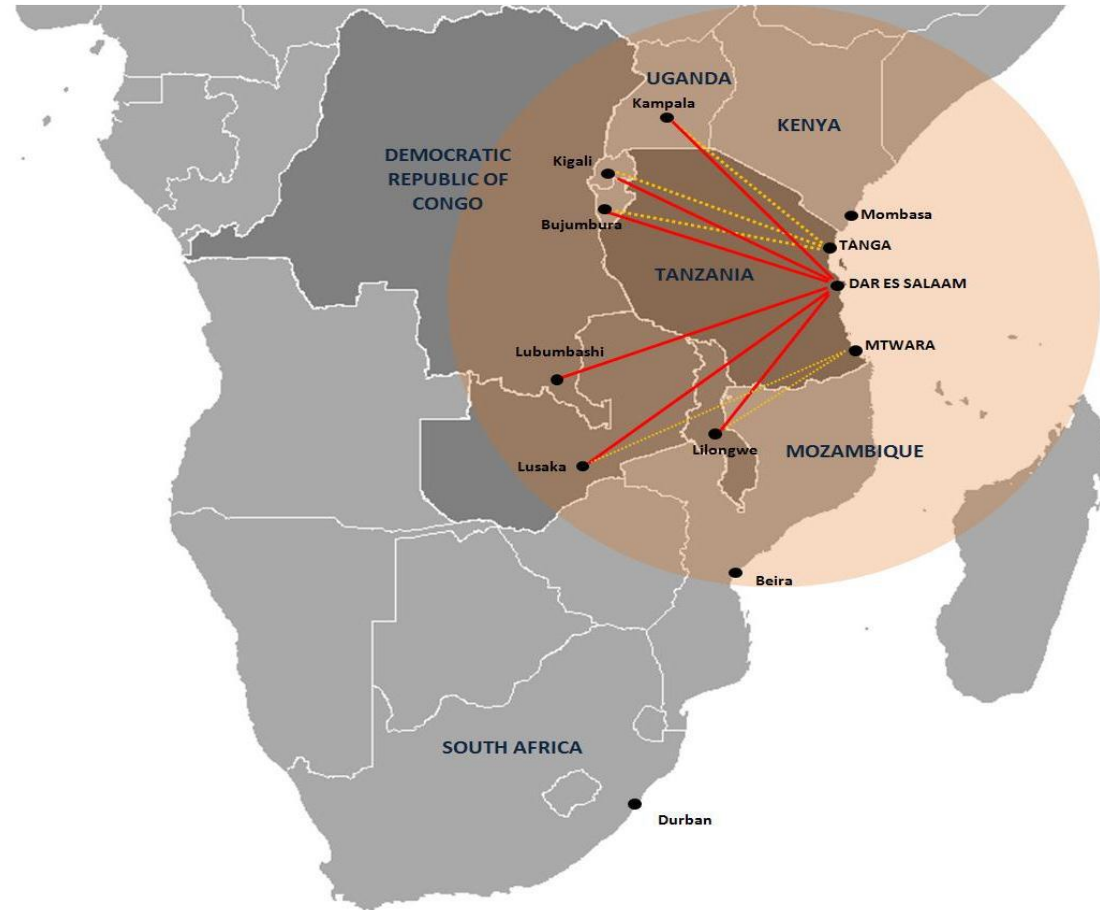 UGANDA
Kampala
KENYA
DEMOCRATIC
REPUBLIC OF
CONGO
Kigali
Bujumbura
Mombasa
TANGA
TANZANIA
DAR ES SALAAM
MTWARA
Lubumbashi
Lilongwe
MOZAMBIQUE
Lusaka
Beira
SOUTH AFRICA
Durban